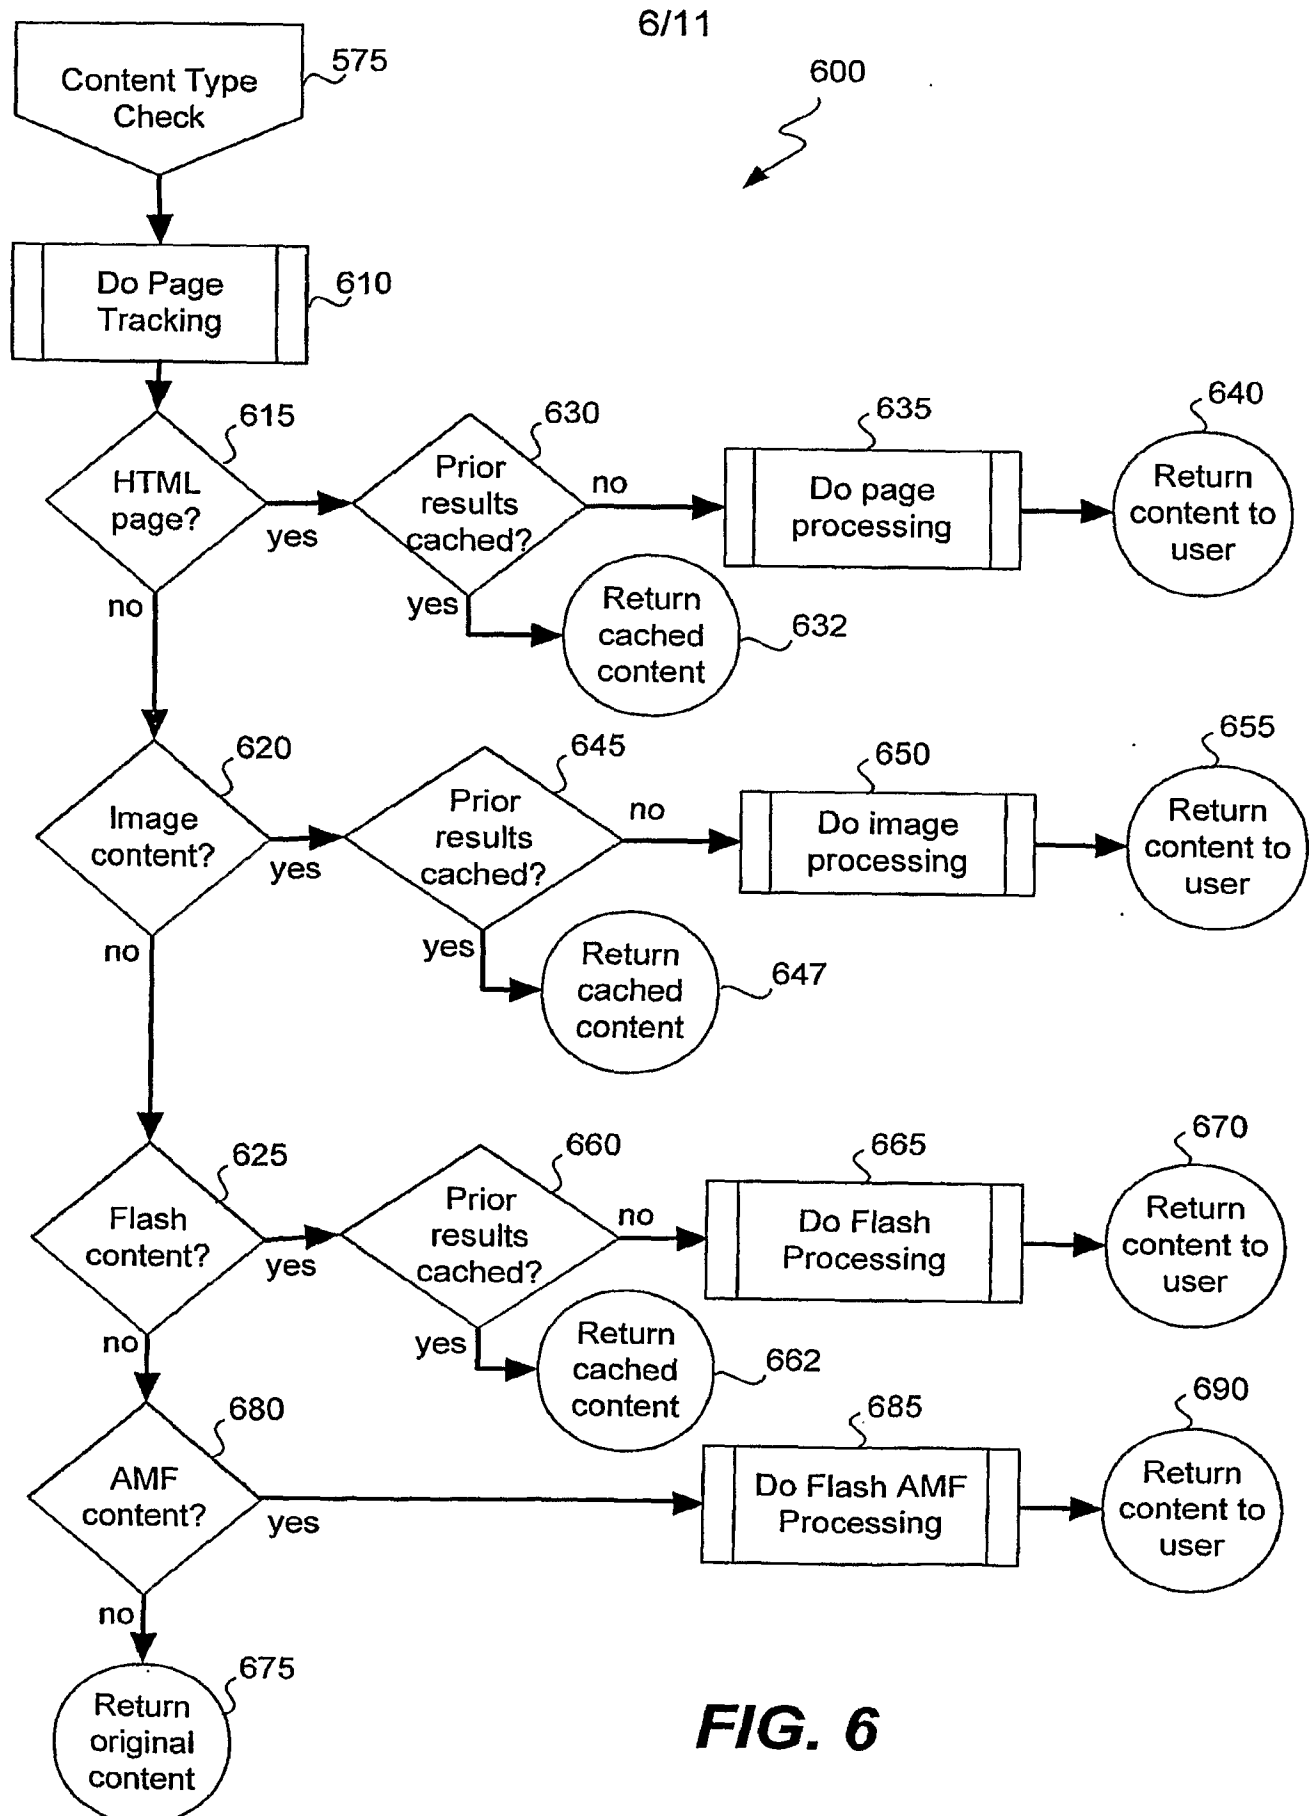 6/11
600
Content Type
Check
575
Do Page
Tracking
610
HTML
page?
615
yes
no
Prior
results
cached?
630
no
yes
Do page
processing
635
Return
content to
user
640
Return
cached
content
632
Image
content?
620
yes
no
Prior
results
cached?
645
no
yes
Do image
processing
650
Return
content to
user
655
Return
cached
content
647
Flash
content?
625
yes
no
Prior
results
cached?
660
no
yes
Do Flash
Processing
665
Return
content to
user
670
Return
cached
content
662
AMF
content?
680
yes
no
Do Flash AMF
Processing
685
Return
content to
user
690
Return
original
content
675
FIG. 6